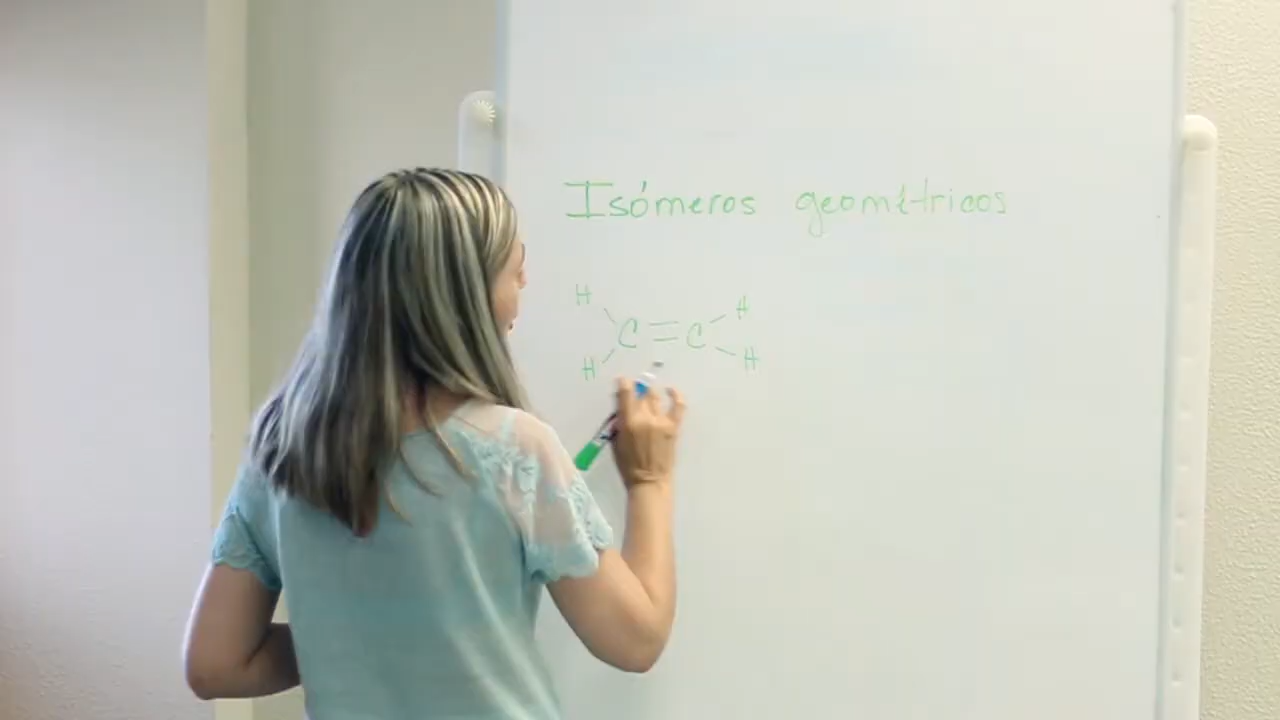 Isómeros geométricos
H H
C = C
H H